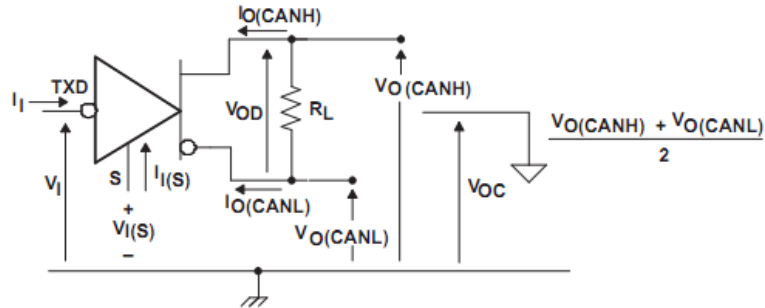 IO(CANH)
TXD
II
VOD
RL
VO(CANH)
VO(CANH) + VO(CANL)
2
VI
S
II(S)
IO(CANL)
VOC
+
VI(S)
–
VO(CANL)